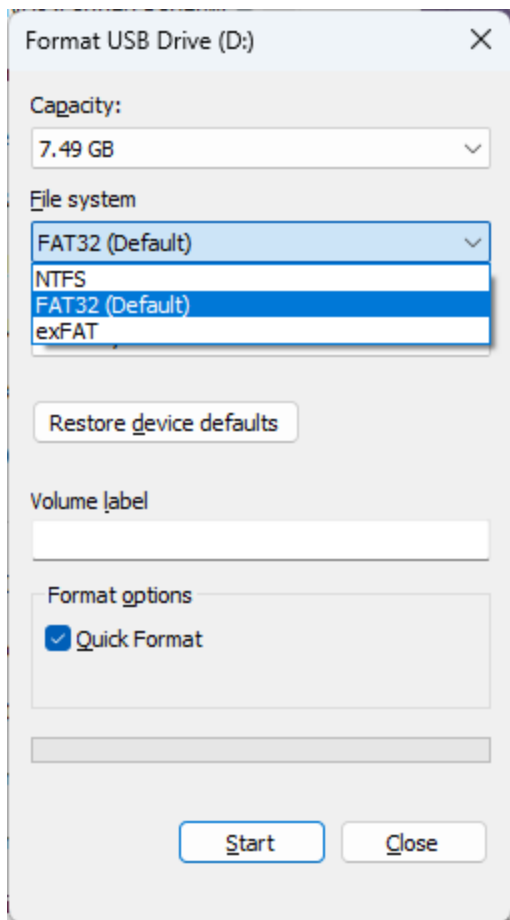 Format USB Drive (D:)
Capacity:
7.49 GB
File system
FAT32 (Default)
NTFS
FAT32 (Default)
exFAT
Restore device defaults
Volume label
Format options
Quick Format
Start
Close